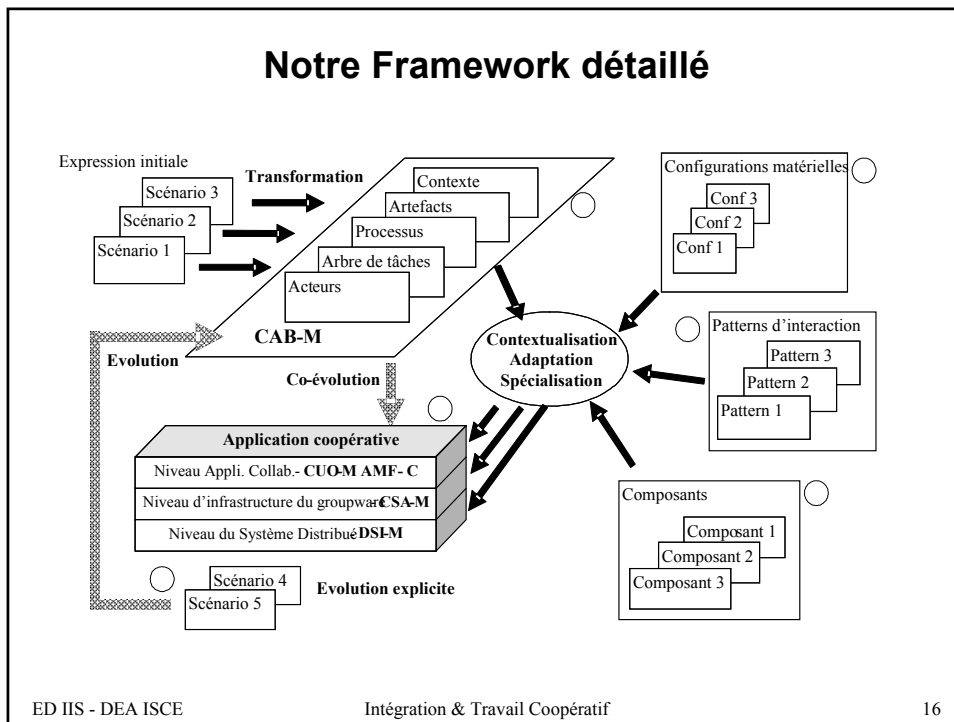 Notre Framework détaillé
Expression initiale
Scénario 3
Scénario 2
Scénario 1
Transformation
Contexte
Artefacts
Processus
Arbre de tâches
Acteurs
CAB-M
Configurations matérielles
Conf 3
Conf 2
Conf 1
Contextualisation
Adaptation
Spécialisation
Patterns d'interaction
Pattern 3
Pattern 2
Pattern 1
Evolution
Co-évolution
Application coopérative
Niveau Appli. Collab.- CUO-M AMF- C
Niveau d'infrastructure du groupware- CSA-M
Niveau du Système Distribué- DSI-M
Composants
Composant 1
Composant 2
Composant 3
Scénario 4
Scénario 5
Evolution explicite
ED IIS - DEA ISCE
Intégration & Travail Coopératif
16